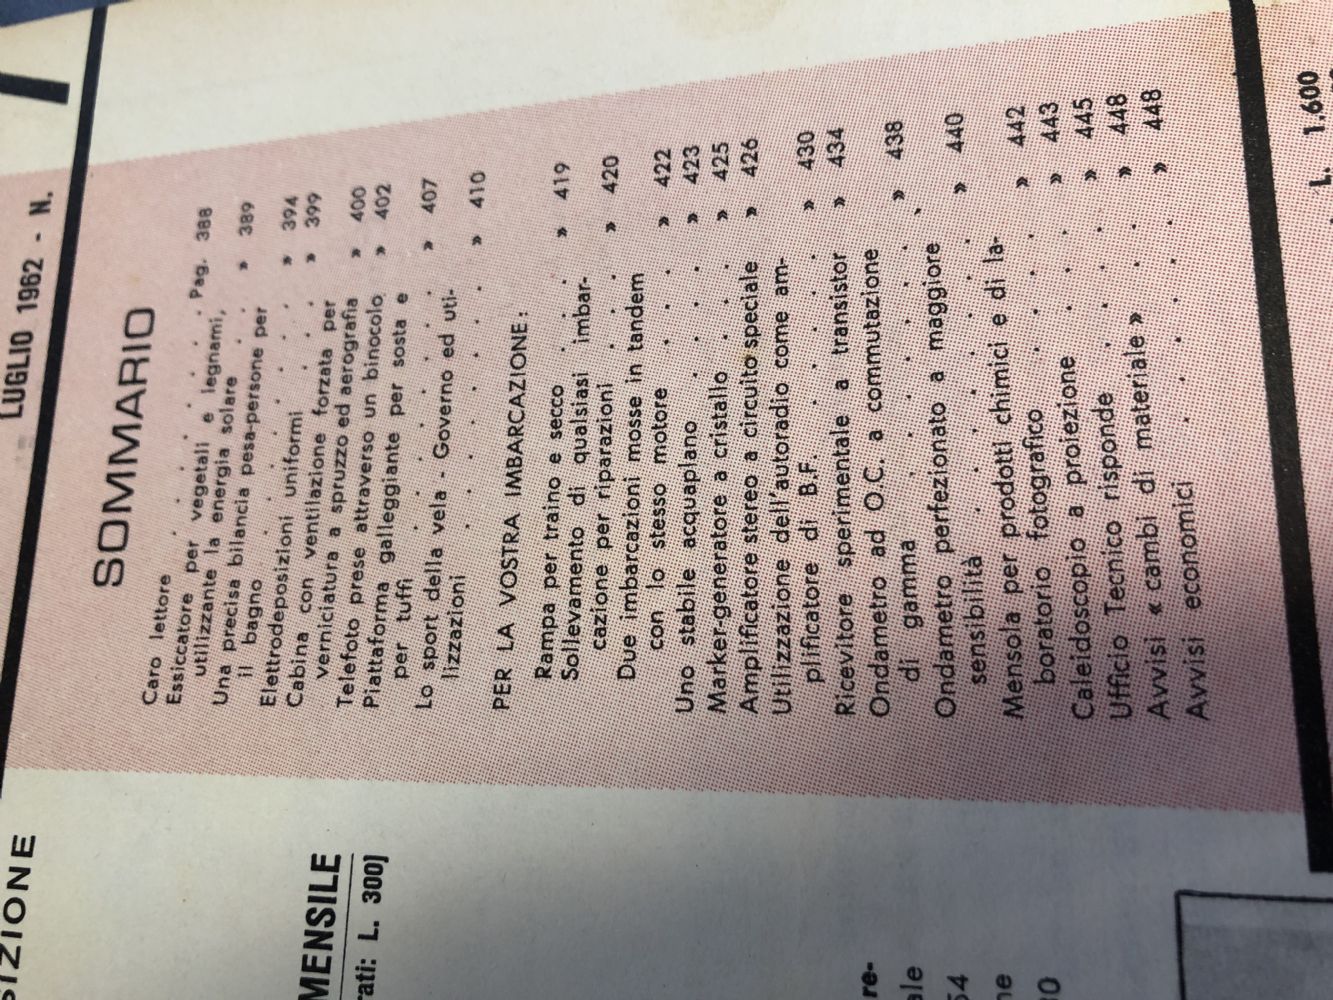 LUGLIO 1962 - N.
SOMMARIO
Caro lettore . . . . . . . Pag. 388
Essiccatore per vegetali e legnami,
utilizzante la energia solare . . » 389
Una precisa bilancia pesa-persone per
il bagno . . . . . . . » 394
Elettrodeposizioni uniformi . . . » 399
Cabina con ventilazione forzata per
verniciatura a spruzzo ed aerografia » 400
Telefoto prese attraverso un binocolo » 402
Piattaforma galleggiante per sosta e
per tuffi . . . . . . . » 407
Lo sport della vela - Governo ed uti-
lizzazioni . . . . . . . » 410
PER LA VOSTRA IMBARCAZIONE:
Rampa per traino e secco . . . » 419
Sollevamento di qualsiasi imbar-
cazione per riparazioni . . . » 420
Due imbarcazioni mosse in tandem
con lo stesso motore . . . » 422
Uno stabile acquaplano . . . . » 423
Marker-generatore a cristallo . . . » 425
Amplificatore stereo a circuito speciale » 426
Utilizzazione dell'autoradio come am-
plificatore di B.F. . . . . . » 430
Ricevitore sperimentale a transistor » 434
Ondametro ad O.C. a commutazione
di gamma . . . . . . . » 438
Ondametro perfezionato a maggiore
sensibilità . . . . . . . » 440
Mensola per prodotti chimici e di la-
boratorio fotografico . . . . » 442
Caleidoscopio a proiezione . . . » 443
Ufficio Tecnico risponde . . . . » 445
Avvisi « cambi di materiale » . . » 448
Avvisi economici . . . . . . » 448
L. 1.600
SIZIONE
MENSILE
rati: L. 300]
re-
ale
54
ne